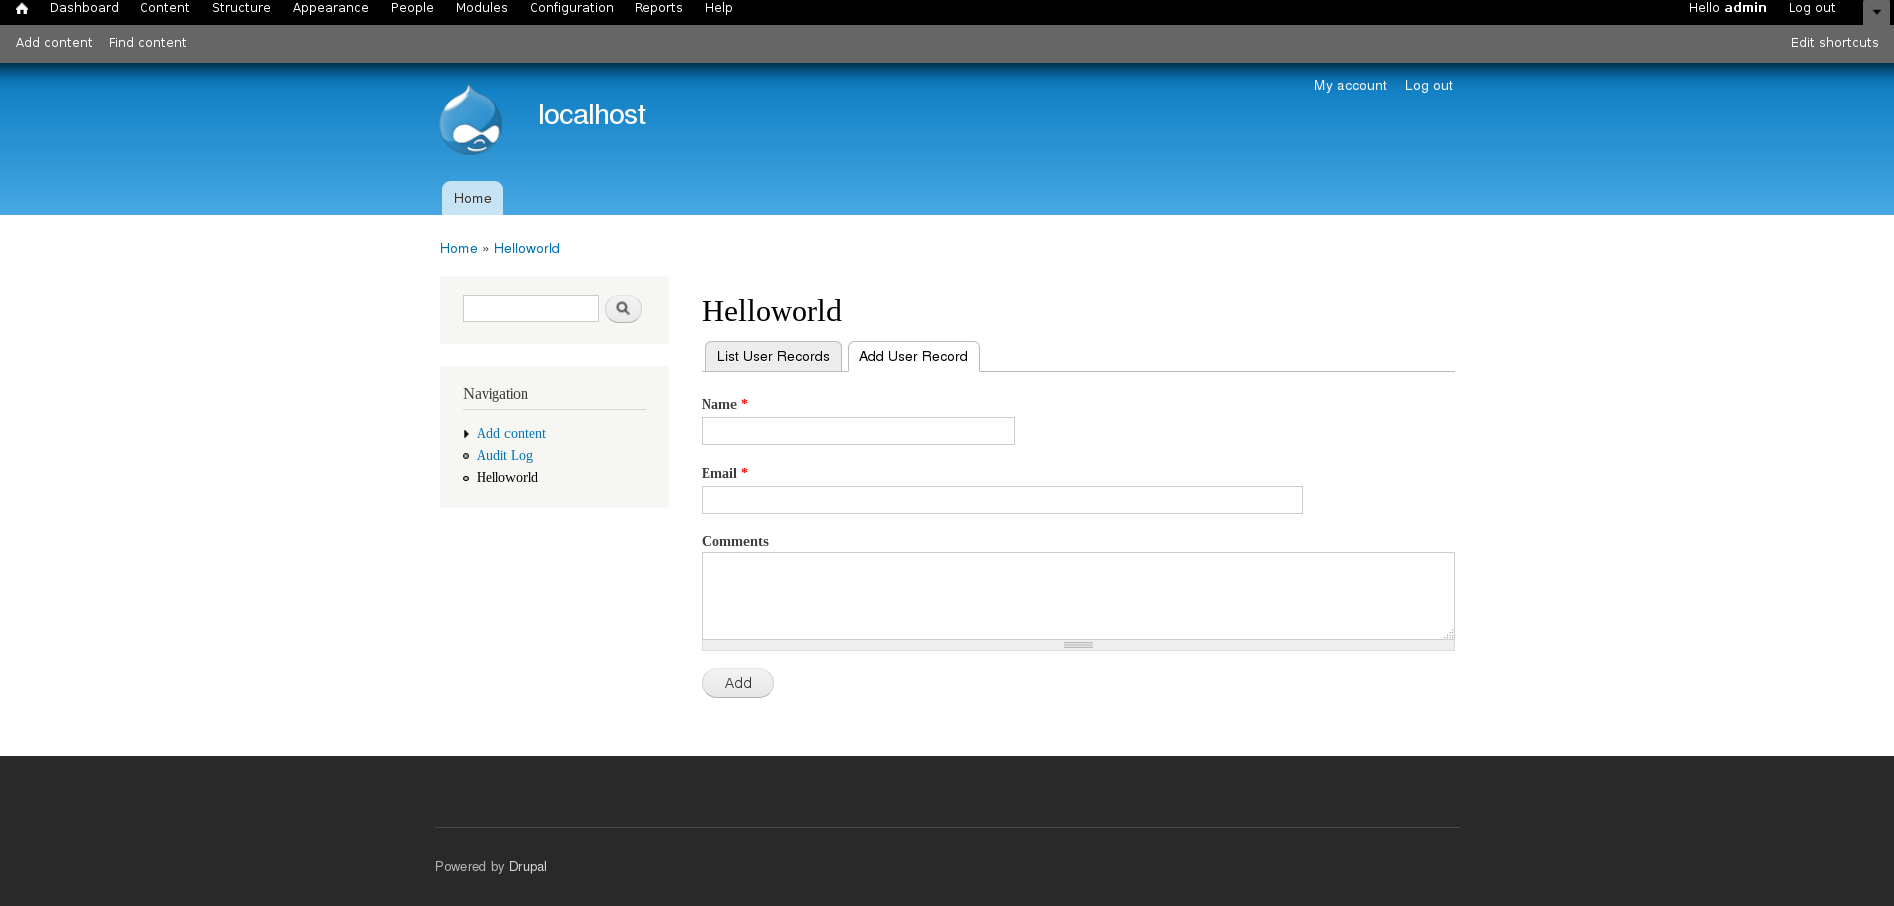 Dashboard Content Structure Appearance People Modules Configuration Reports Help Hello admin Log out
Add content Find content Edit shortcuts
My account Log out
localhost
Home
Home » Helloworld
Helloworld
List User Records Add User Record
Navigation
Add content
Audit Log
Helloworld
Name *
Email *
Comments
Add
Powered by Drupal